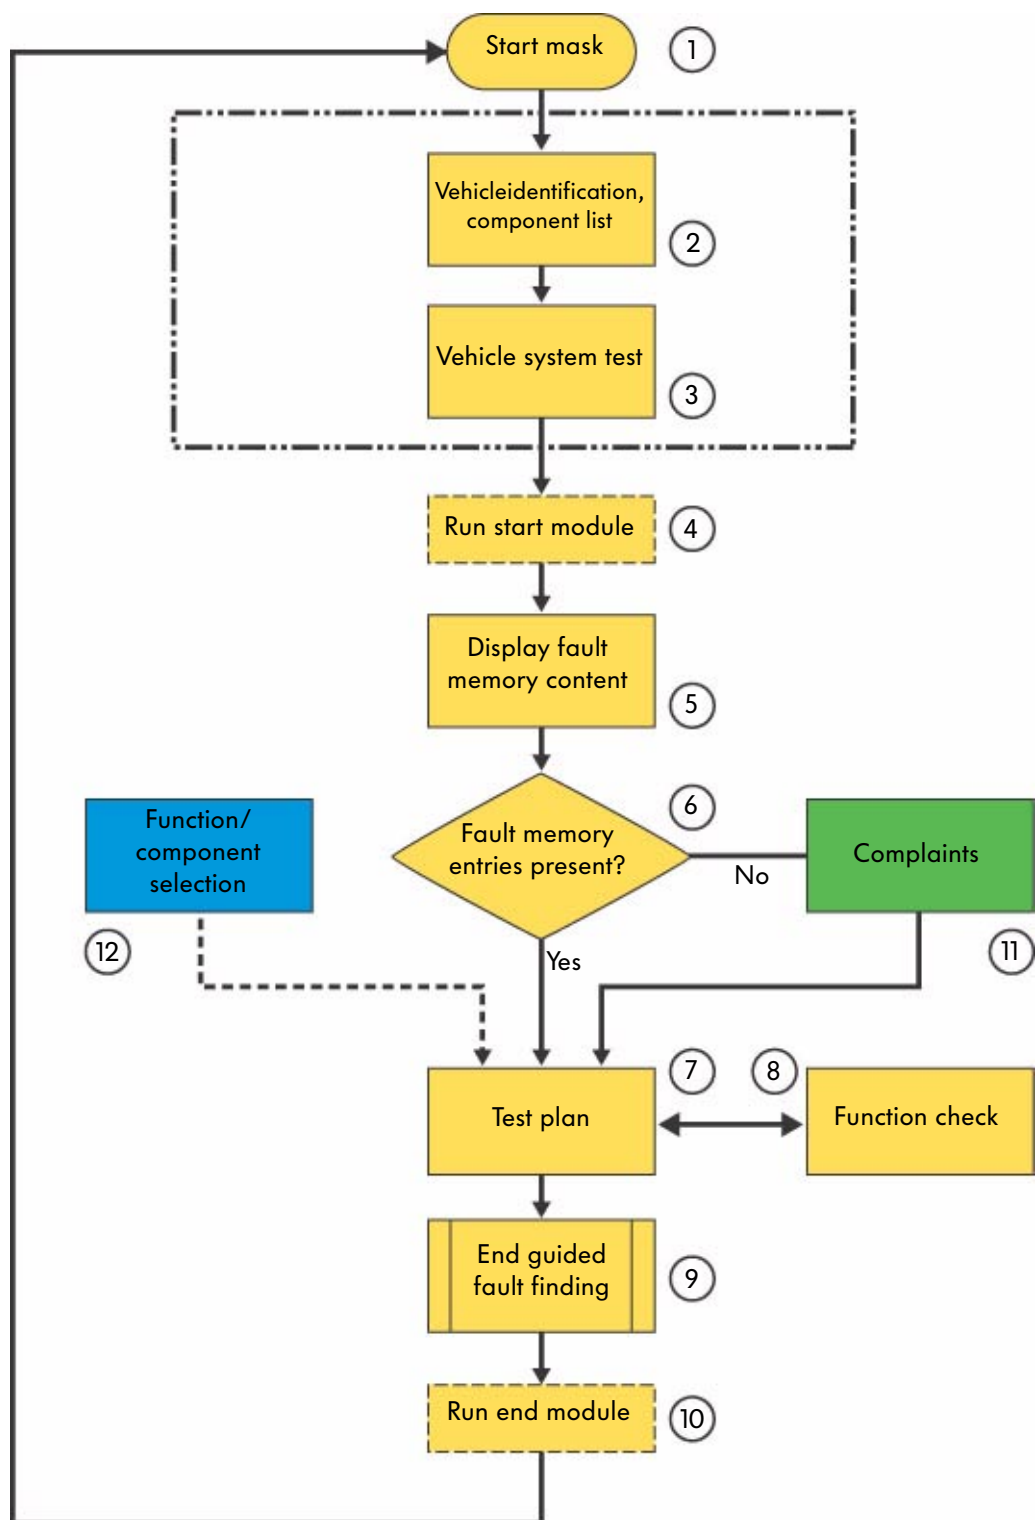 Start mask
1
Vehicleidentification,
component list
2
Vehicle system test
3
Run start module
4
Display fault
memory content
5
6
Fault memory
entries present?
No
Yes
Complaints
11
Function/
component
selection
12
7
8
Test plan
Function check
End guided
fault finding
9
Run end module
10